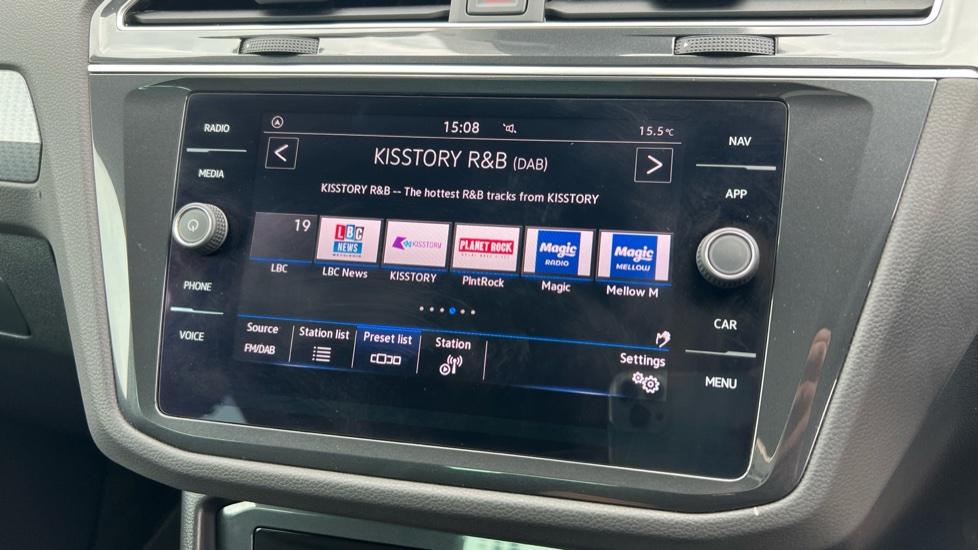 RADIO
MEDIA
PHONE
VOICE
15:08
15.5°C
KISSTORY R&B (DAB)
KISSTORY R&B -- The hottest R&B tracks from KISSTORY
19
LBC
LBC
NEWS
LBC News
KISSTORY
KISSTORY
PLANET ROCK
PlntRock
Magic
RADIO
Magic
Magic
MELLOW
Mellow M
Source
FM/DAB
Station list
Preset list
Station
Settings
NAV
APP
CAR
MENU